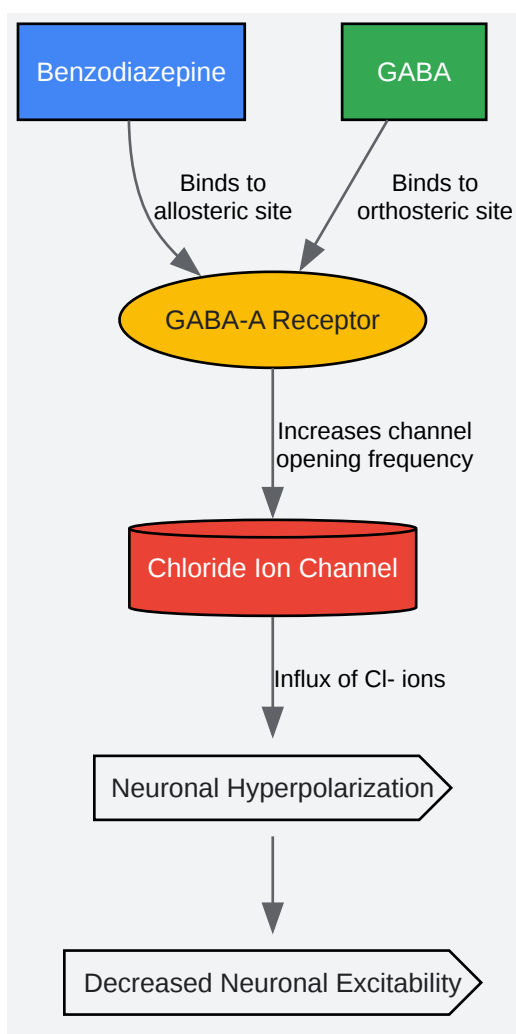 Benzodiazepine
GABA
Binds to
allosteric site
Binds to
orthosteric site
GABA-A Receptor
Increases channel
opening frequency
Chloride Ion Channel
Influx of Cl- ions
Neuronal Hyperpolarization
Decreased Neuronal Excitability